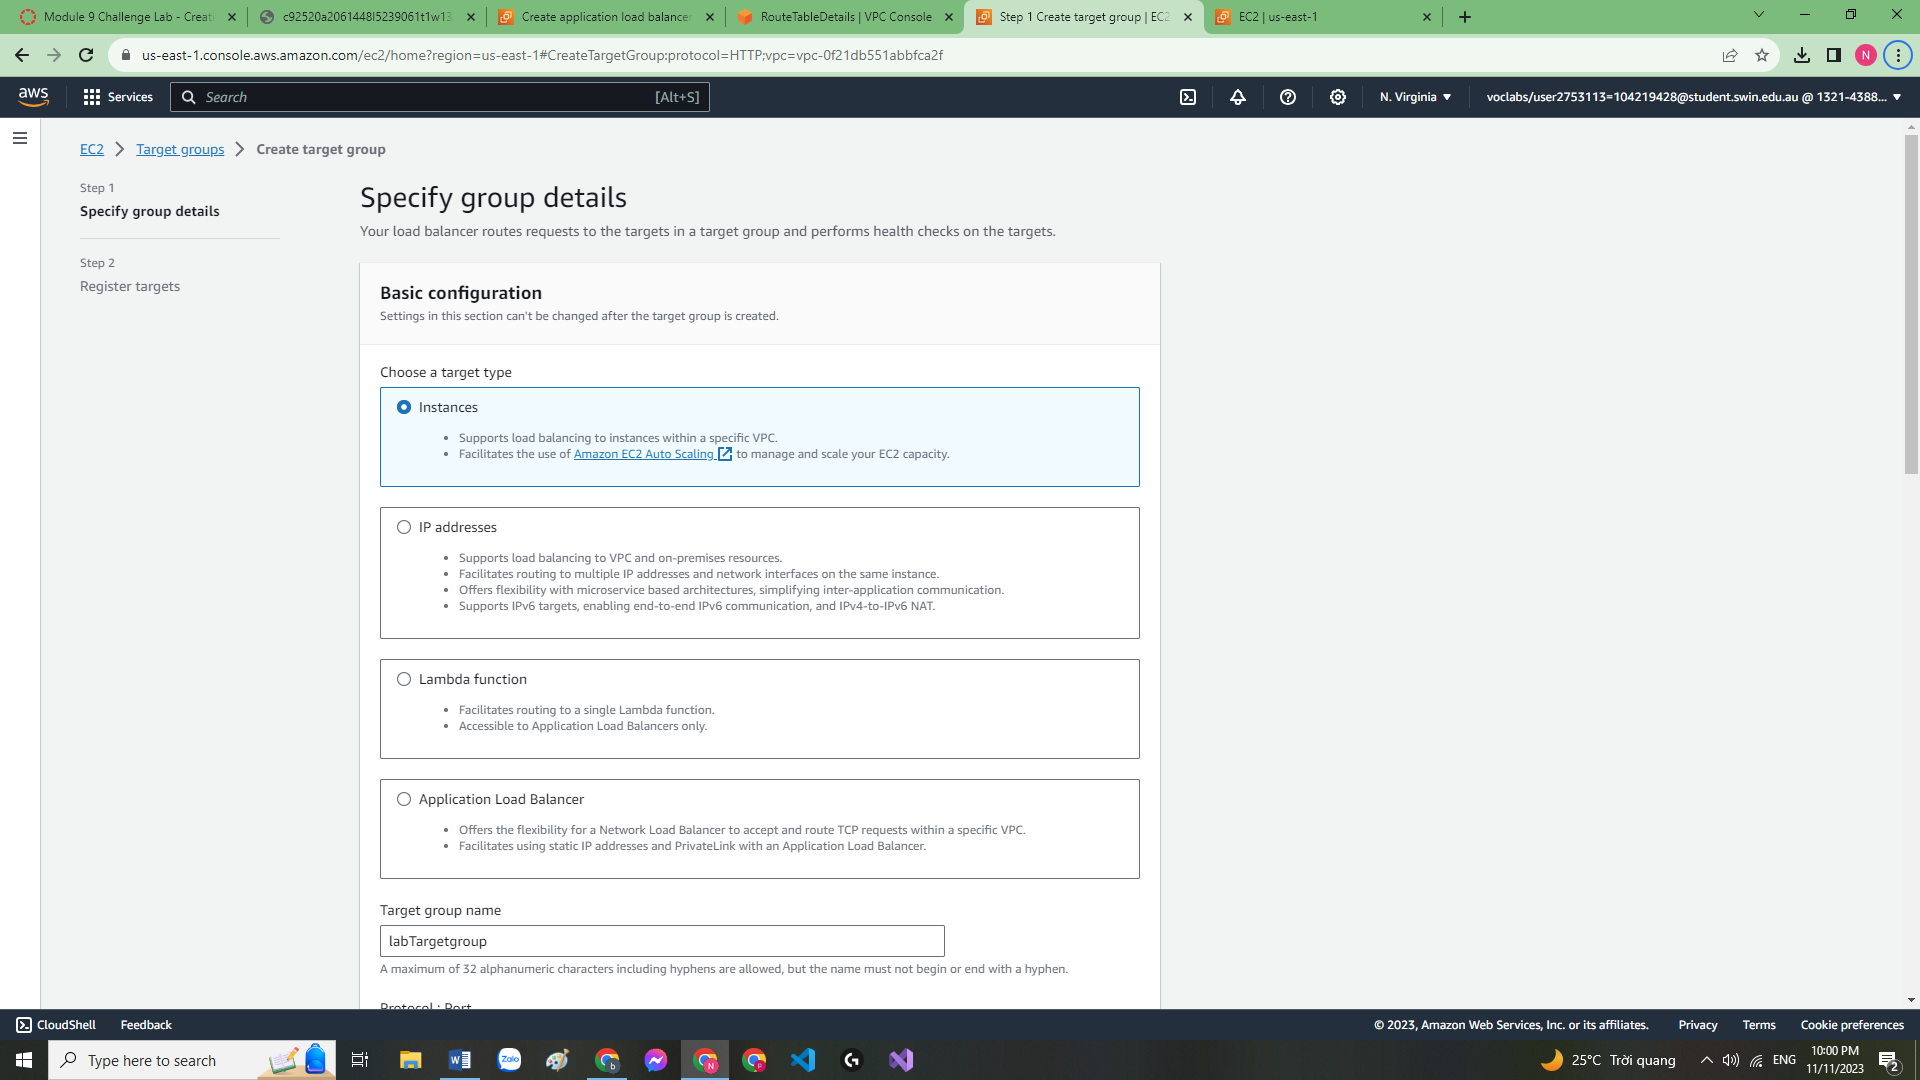 Module 9 Challenge Lab - Creati
c92520a2061448l5239061t1w13
Create application load balancer
RouteTableDetails | VPC Console
Step 1 Create target group | EC2
EC2 | us-east-1
us-east-1.console.aws.amazon.com/ec2/home?region=us-east-1#CreateTargetGroup:protocol=HTTP;vpc=vpc-0f21db551abbfca2f
N
aws
Services
Search
[Alt+S]
N. Virginia
voclabs/user2753113=104219428@student.swin.edu.au @ 1321-4388...
EC2
Target groups
Create target group
Step 1
Specify group details
Step 2
Register targets
Specify group details
Your load balancer routes requests to the targets in a target group and performs health checks on the targets.
Basic configuration
Settings in this section can't be changed after the target group is created.
Choose a target type
Instances
• Supports load balancing to instances within a specific VPC.
• Facilitates the use of Amazon EC2 Auto Scaling to manage and scale your EC2 capacity.
IP addresses
• Supports load balancing to VPC and on-premises resources.
• Facilitates routing to multiple IP addresses and network interfaces on the same instance.
• Offers flexibility with microservice based architectures, simplifying inter-application communication.
• Supports IPv6 targets, enabling end-to-end IPv6 communication, and IPv4-to-IPv6 NAT.
Lambda function
• Facilitates routing to a single Lambda function.
• Accessible to Application Load Balancers only.
Application Load Balancer
• Offers the flexibility for a Network Load Balancer to accept and route TCP requests within a specific VPC.
• Facilitates using static IP addresses and PrivateLink with an Application Load Balancer.
Target group name
labTargetgroup
A maximum of 32 alphanumeric characters including hyphens are allowed, but the name must not begin or end with a hyphen.
Protocol : Port
CloudShell
Feedback
© 2023, Amazon Web Services, Inc. or its affiliates.
Privacy
Terms
Cookie preferences
Type here to search
Zalo
25°C Trời quang
ENG
10:00 PM
11/11/2023
2